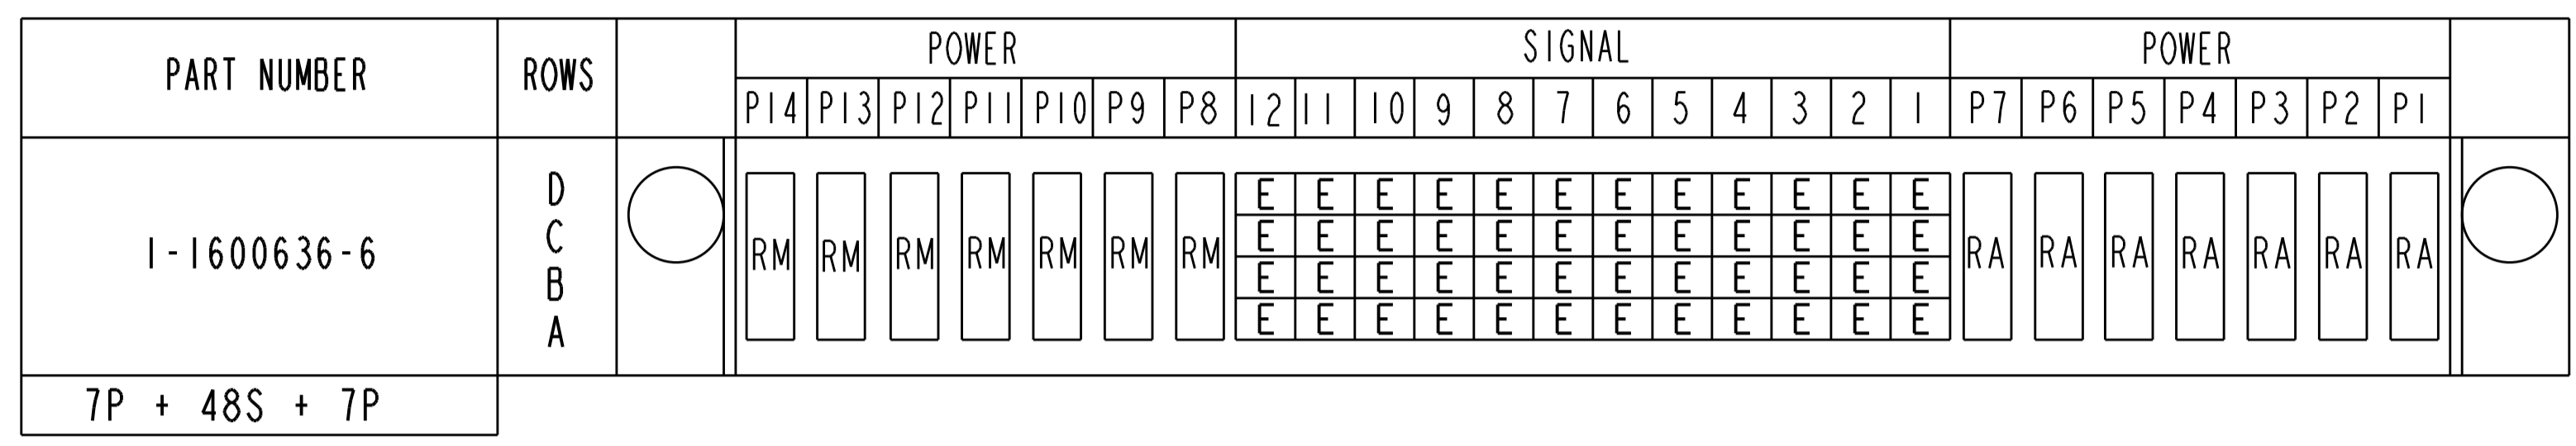 PART NUMBER ROWS POWER SIGNAL POWER
P14 P13 P12 P11 P10 P9 P8 12 11 10 9 8 7 6 5 4 3 2 1 P7 P6 P5 P4 P3 P2 P1
D E E E E E E E E E E E E
C E E E E E E E E E E E E
1-1600636-6 RM RM RM RM RM RM RM RA RA RA RA RA RA RA
B E E E E E E E E E E E E
A E E E E E E E E E E E E
7P + 48S + 7P